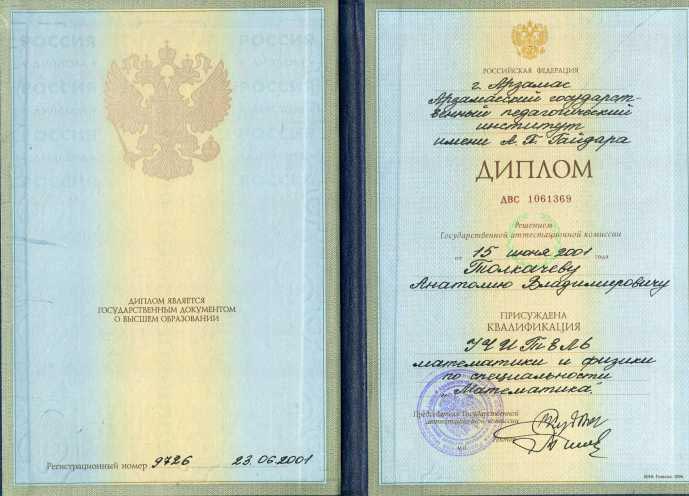 ДИПЛОМ ЯВЛЯЕТСЯ
ГОСУДАРСТВЕННЫМ ДОКУМЕНТОМ
О ВЫСШЕМ ОБРАЗОВАНИИ
Регистрационный номер 9726 23.06.2001
РОССИЙСКАЯ ФЕДЕРАЦИЯ
г. Арзамас
Арзамасский государст-
венный педагогический
институт
имени А. П. Гайдара
ДИПЛОМ
ДВС 1061369
Решением
Государственной аттестационной комиссии
от 15 июня 2001 года
Толкачеву
Анатолию Владимировичу
ПРИСУЖДЕНА
КВАЛИФИКАЦИЯ
УЧИТЕЛЬ
математики и физики
по специальности
„Математика"
Председатель Государственной
аттестационной комиссии